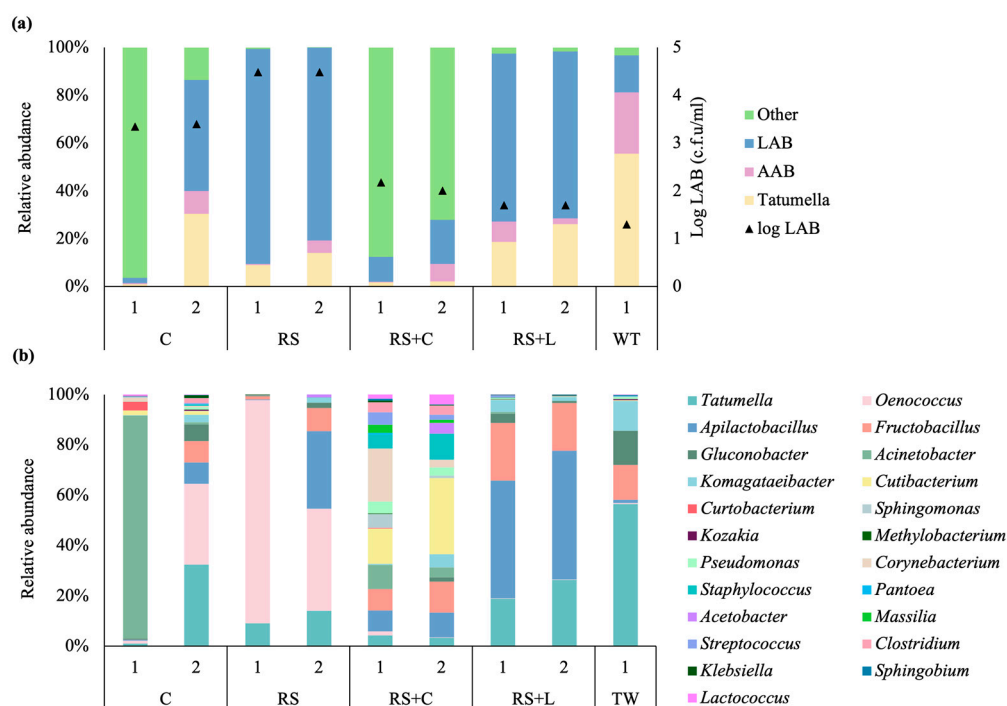 (a)
100%
80%
60%
40%
20%
0%
Relative abudance
5
4
3
2
1
0
Log LAB (c.f.u/ml)
Other
LAB
AAB
Tatumella
log LAB
1 2 1 2 1 2 1 2 1
C RS RS+C RS+L WT
(b)
100%
80%
60%
40%
20%
0%
Relative abundance
Tatumella Oenococcus
Apilactobacillus Fructobacillus
Gluconobacter Acinetobacter
Komagataeibacter Cutibacterium
Curtobacterium Sphingomonas
Kozakia Methylobacterium
Pseudomonas Corynebacterium
Staphylococcus Pantoea
Acetobacter Massilia
Streptococcus Clostridium
Klebsiella Sphingobium
Lactococcus
1 2 1 2 1 2 1 2 1
C RS RS+C RS+L TW